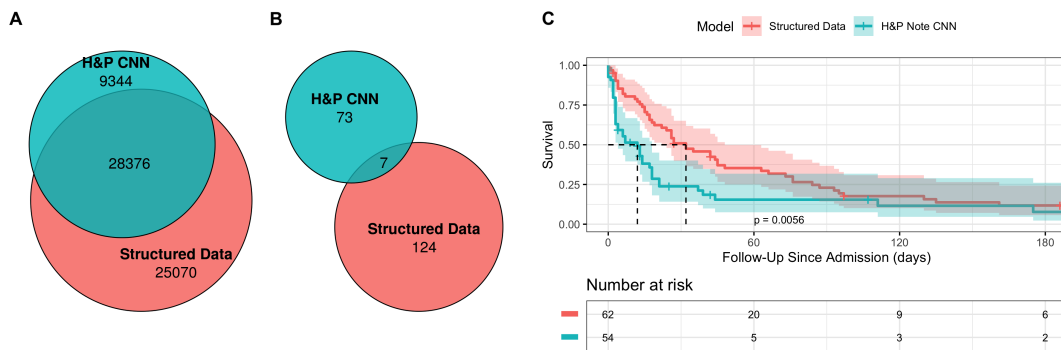 A
H&P CNN
9344
28376
Structured Data
25070
B
H&P CNN
73
7
Structured Data
124
C
Model Structured Data H&P Note CNN
Survival
1.00
0.75
0.50
0.25
0.00
p = 0.0056
0 60 120 180
Follow-Up Since Admission (days)
Number at risk
62 20 9 6
54 5 3 2